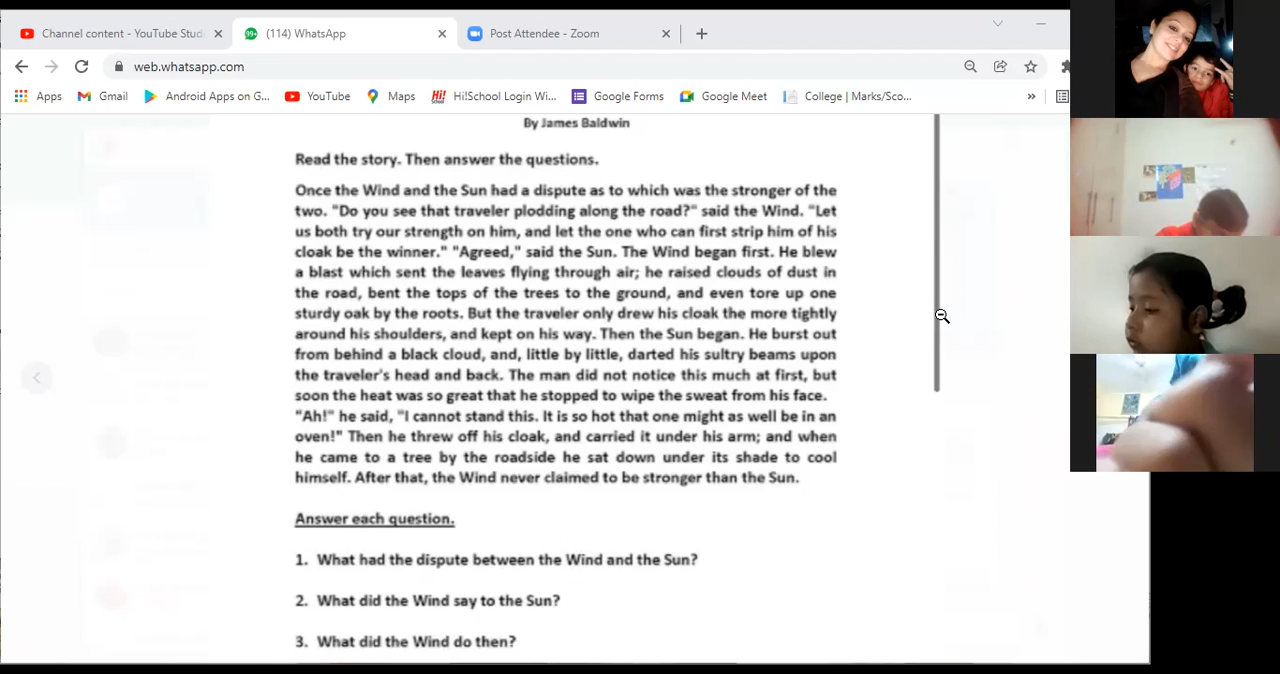 Channel content - YouTube Stud
99+ (114) WhatsApp
Post Attendee - Zoom
web.whatsapp.com
Apps
Gmail
Android Apps on G...
YouTube
Maps
Hi! Hi!School Login Wi...
Google Forms
Google Meet
College | Marks/Sco...
»
By James Baldwin
Read the story. Then answer the questions.
Once the Wind and the Sun had a dispute as to which was the stronger of the
two. "Do you see that traveler plodding along the road?" said the Wind. "Let
us both try our strength on him, and let the one who can first strip him of his
cloak be the winner." "Agreed," said the Sun. The Wind began first. He blew
a blast which sent the leaves flying through air; he raised clouds of dust in
the road, bent the tops of the trees to the ground, and even tore up one
sturdy oak by the roots. But the traveler only drew his cloak the more tightly
around his shoulders, and kept on his way. Then the Sun began. He burst out
from behind a black cloud, and, little by little, darted his sultry beams upon
the traveler's head and back. The man did not notice this much at first, but
soon the heat was so great that he stopped to wipe the sweat from his face.
"Ah!" he said, "I cannot stand this. It is so hot that one might as well be in an
oven!" Then he threw off his cloak, and carried it under his arm; and when
he came to a tree by the roadside he sat down under its shade to cool
himself. After that, the Wind never claimed to be stronger than the Sun.
Answer each question.
1. What had the dispute between the Wind and the Sun?
2. What did the Wind say to the Sun?
3. What did the Wind do then?